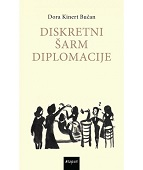 Dora Kinert Bučan
DISKRETNI
ŠARM
DIPLOMACIJE